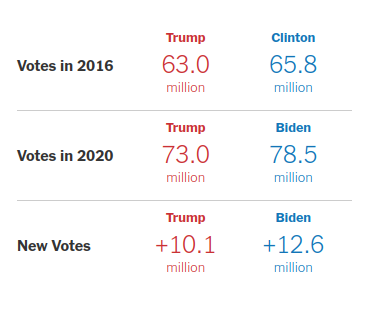 Trump Clinton
Votes in 2016 63.0 65.8
million million
Trump Biden
Votes in 2020 73.0 78.5
million million
Trump Biden
New Votes +10.1 +12.6
million million